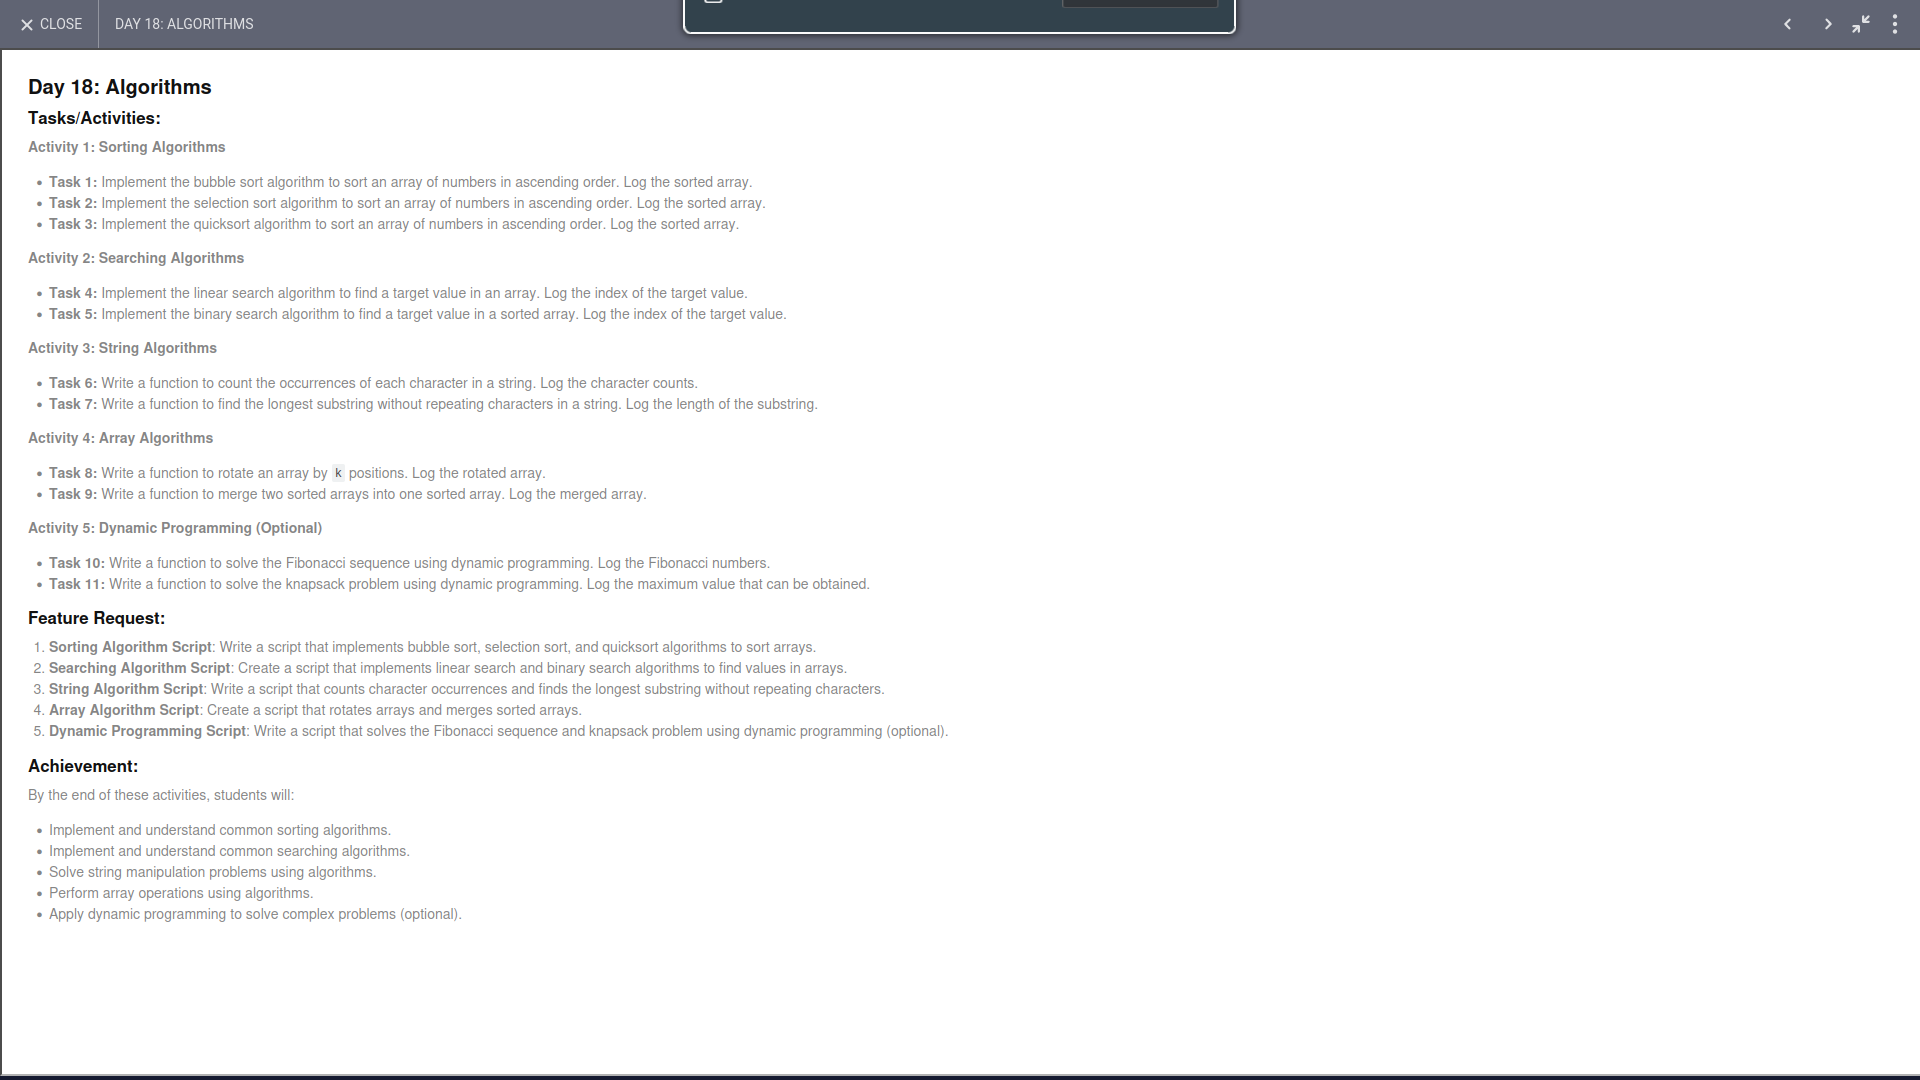 CLOSE
DAY 18: ALGORITHMS
Day 18: Algorithms
Tasks/Activities:
Activity 1: Sorting Algorithms
• Task 1: Implement the bubble sort algorithm to sort an array of numbers in ascending order. Log the sorted array.
• Task 2: Implement the selection sort algorithm to sort an array of numbers in ascending order. Log the sorted array.
• Task 3: Implement the quicksort algorithm to sort an array of numbers in ascending order. Log the sorted array.
Activity 2: Searching Algorithms
• Task 4: Implement the linear search algorithm to find a target value in an array. Log the index of the target value.
• Task 5: Implement the binary search algorithm to find a target value in a sorted array. Log the index of the target value.
Activity 3: String Algorithms
• Task 6: Write a function to count the occurrences of each character in a string. Log the character counts.
• Task 7: Write a function to find the longest substring without repeating characters in a string. Log the length of the substring.
Activity 4: Array Algorithms
• Task 8: Write a function to rotate an array by k positions. Log the rotated array.
• Task 9: Write a function to merge two sorted arrays into one sorted array. Log the merged array.
Activity 5: Dynamic Programming (Optional)
• Task 10: Write a function to solve the Fibonacci sequence using dynamic programming. Log the Fibonacci numbers.
• Task 11: Write a function to solve the knapsack problem using dynamic programming. Log the maximum value that can be obtained.
Feature Request:
1. Sorting Algorithm Script: Write a script that implements bubble sort, selection sort, and quicksort algorithms to sort arrays.
2. Searching Algorithm Script: Create a script that implements linear search and binary search algorithms to find values in arrays.
3. String Algorithm Script: Write a script that counts character occurrences and finds the longest substring without repeating characters.
4. Array Algorithm Script: Create a script that rotates arrays and merges sorted arrays.
5. Dynamic Programming Script: Write a script that solves the Fibonacci sequence and knapsack problem using dynamic programming (optional).
Achievement:
By the end of these activities, students will:
• Implement and understand common sorting algorithms.
• Implement and understand common searching algorithms.
• Solve string manipulation problems using algorithms.
• Perform array operations using algorithms.
• Apply dynamic programming to solve complex problems (optional).